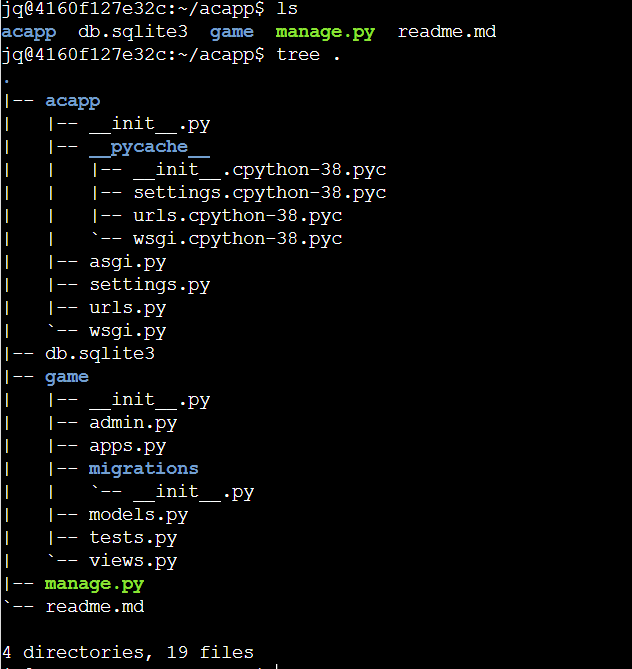 jq@4160f127e32c:~/acapp$ ls
acapp  db.sqlite3  game  manage.py  readme.md
jq@4160f127e32c:~/acapp$ tree .
.
|-- acapp
|   |-- __init__.py
|   |-- __pycache__
|   |   |-- __init__.cpython-38.pyc
|   |   |-- settings.cpython-38.pyc
|   |   |-- urls.cpython-38.pyc
|   |   `-- wsgi.cpython-38.pyc
|   |-- asgi.py
|   |-- settings.py
|   |-- urls.py
|   `-- wsgi.py
|-- db.sqlite3
|-- game
|   |-- __init__.py
|   |-- admin.py
|   |-- apps.py
|   |-- migrations
|   |   `-- __init__.py
|   |-- models.py
|   |-- tests.py
|   `-- views.py
|-- manage.py
`-- readme.md

4 directories, 19 files